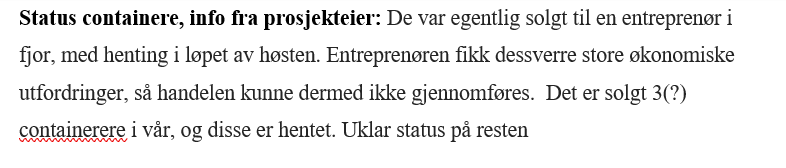 Status containere, info fra prosjekteier: De var egentlig solgt til en entreprenør i
fjor, med henting i løpet av høsten. Entreprenøren fikk dessverre store økonomiske
utfordringer, så handelen kunne dermed ikke gjennomføres.  Det er solgt 3(?)
containerere i vår, og disse er hentet. Uklar status på resten